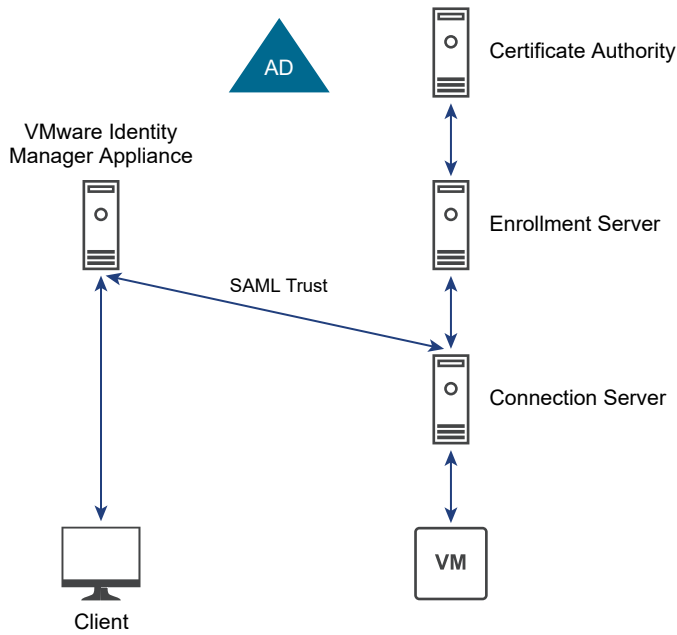 AD
Certificate Authority
VMware Identity
Manager Appliance
Enrollment Server
SAML Trust
Connection Server
VM
Client